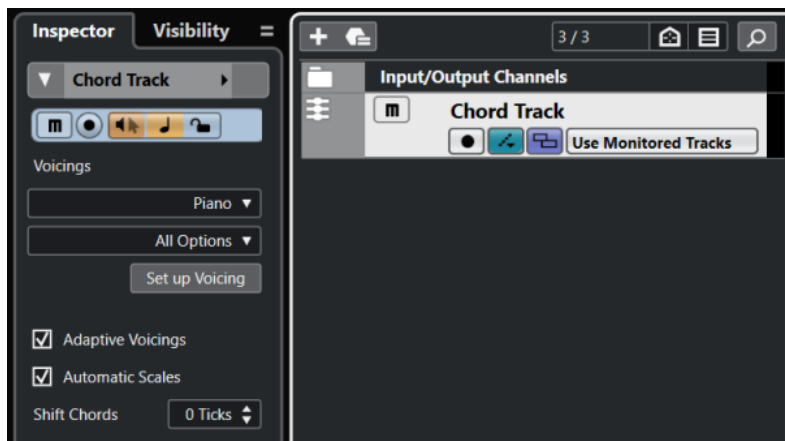 Inspector
Visibility
3 / 3
Chord Track
Input/Output Channels
m
m
Chord Track
Use Monitored Tracks
Voicings
Piano
All Options
Set up Voicing
Adaptive Voicings
Automatic Scales
Shift Chords
0 Ticks